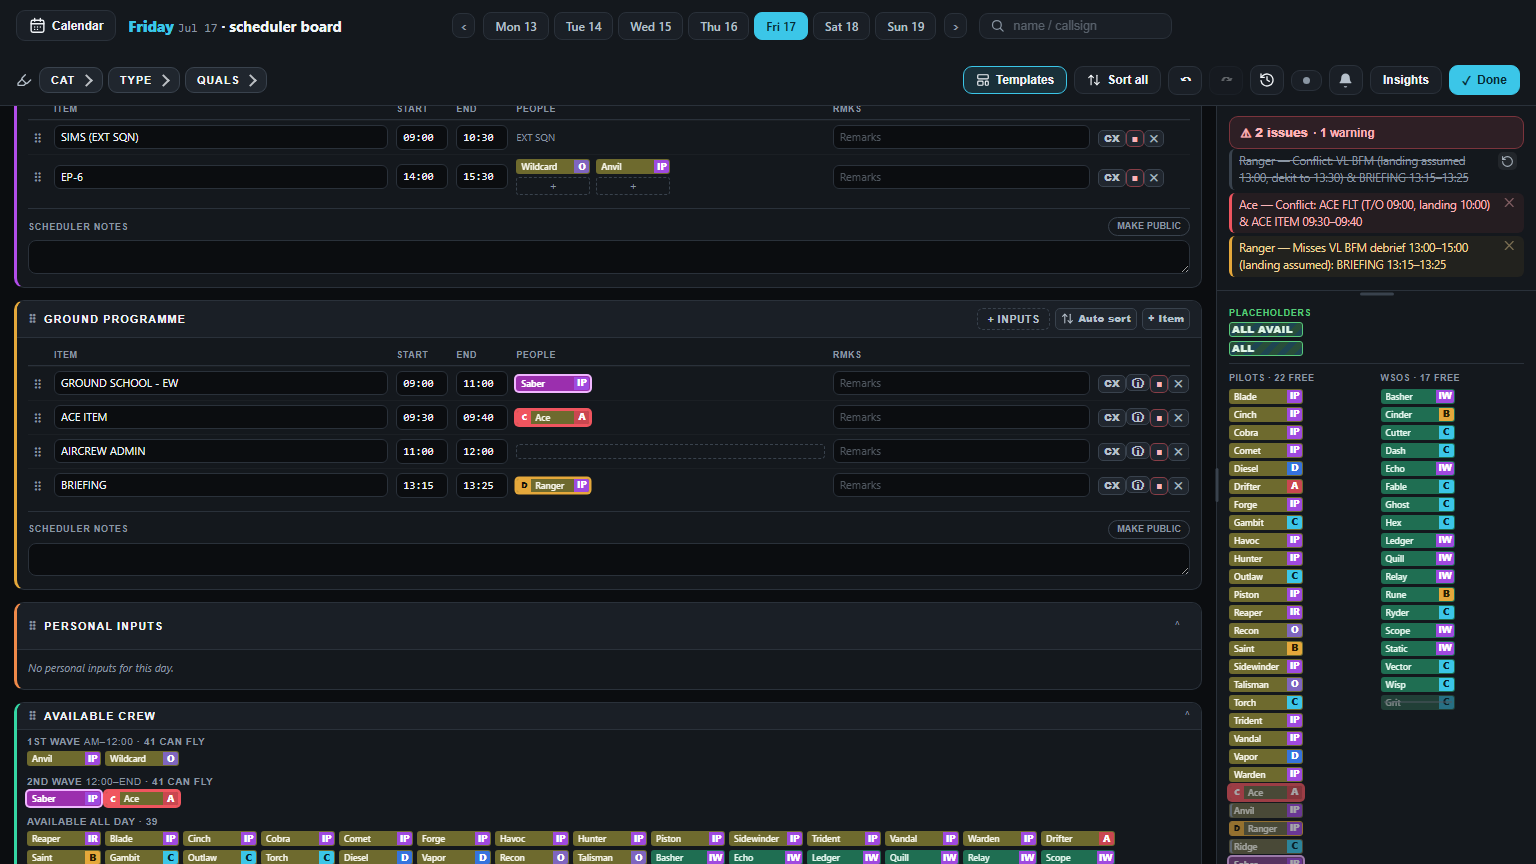 Calendar
Friday Jul 17 · scheduler board
‹ Mon 13 Tue 14 Wed 15 Thu 16 Fri 17 Sat 18 Sun 19 ›
name / callsign
CAT TYPE QUALS
Templates Sort all Insights ✓ Done
ITEM START END PEOPLE RMKS
SIMS (EXT SQN) 09:00 10:30 EXT SQN Remarks CX
EP-6 14:00 15:30 Wildcard O Anvil IP Remarks CX
+ +
SCHEDULER NOTES MAKE PUBLIC
GROUND PROGRAMME + INPUTS Auto sort + Item
ITEM START END PEOPLE RMKS
GROUND SCHOOL - EW 09:00 11:00 Saber IP Remarks CX
ACE ITEM 09:30 09:40 C Ace A Remarks CX
AIRCREW ADMIN 11:00 12:00 Remarks CX
BRIEFING 13:15 13:25 D Ranger IP Remarks CX
SCHEDULER NOTES MAKE PUBLIC
PERSONAL INPUTS
No personal inputs for this day.
AVAILABLE CREW
1ST WAVE AM–12:00 · 41 CAN FLY
Anvil IP Wildcard O
2ND WAVE 12:00–END · 41 CAN FLY
Saber IP C Ace A
AVAILABLE ALL DAY · 39
Reaper IR Blade IP Cinch IP Cobra IP Comet IP Forge IP Havoc IP Hunter IP Piston IP Sidewinder IP Trident IP Vandal IP Warden IP Drifter A
Saint B Gambit C Outlaw C Torch C Diesel D Vapor D Recon O Talisman O Basher IW Echo IW Ledger IW Quill IW Relay IW Scope IW
⚠ 2 issues · 1 warning
Ranger — Conflict: VL BFM (landing assumed
13:00, dekit to 13:30) & BRIEFING 13:15–13:25
Ace — Conflict: ACE FLT (T/O 09:00, landing 10:00)
& ACE ITEM 09:30–09:40
Ranger — Misses VL BFM debrief 13:00–15:00
(landing assumed): BRIEFING 13:15–13:25
PLACEHOLDERS
ALL AVAIL
ALL
PILOTS · 22 FREE
Blade IP
Cinch IP
Cobra IP
Comet IP
Diesel D
Drifter A
Forge IP
Gambit C
Havoc IP
Hunter IP
Outlaw C
Piston IP
Reaper IR
Recon O
Saint B
Sidewinder IP
Talisman O
Torch C
Trident IP
Vandal IP
Vapor D
Warden IP
C Ace A
Anvil IP
D Ranger IP
Ridge C
Saber IP
WSOS · 17 FREE
Basher IW
Cinder B
Cutter C
Dash C
Echo IW
Fable C
Ghost C
Hex C
Ledger IW
Quill IW
Relay IW
Rune B
Ryder C
Scope IW
Static IW
Vector C
Wisp C
Grit C